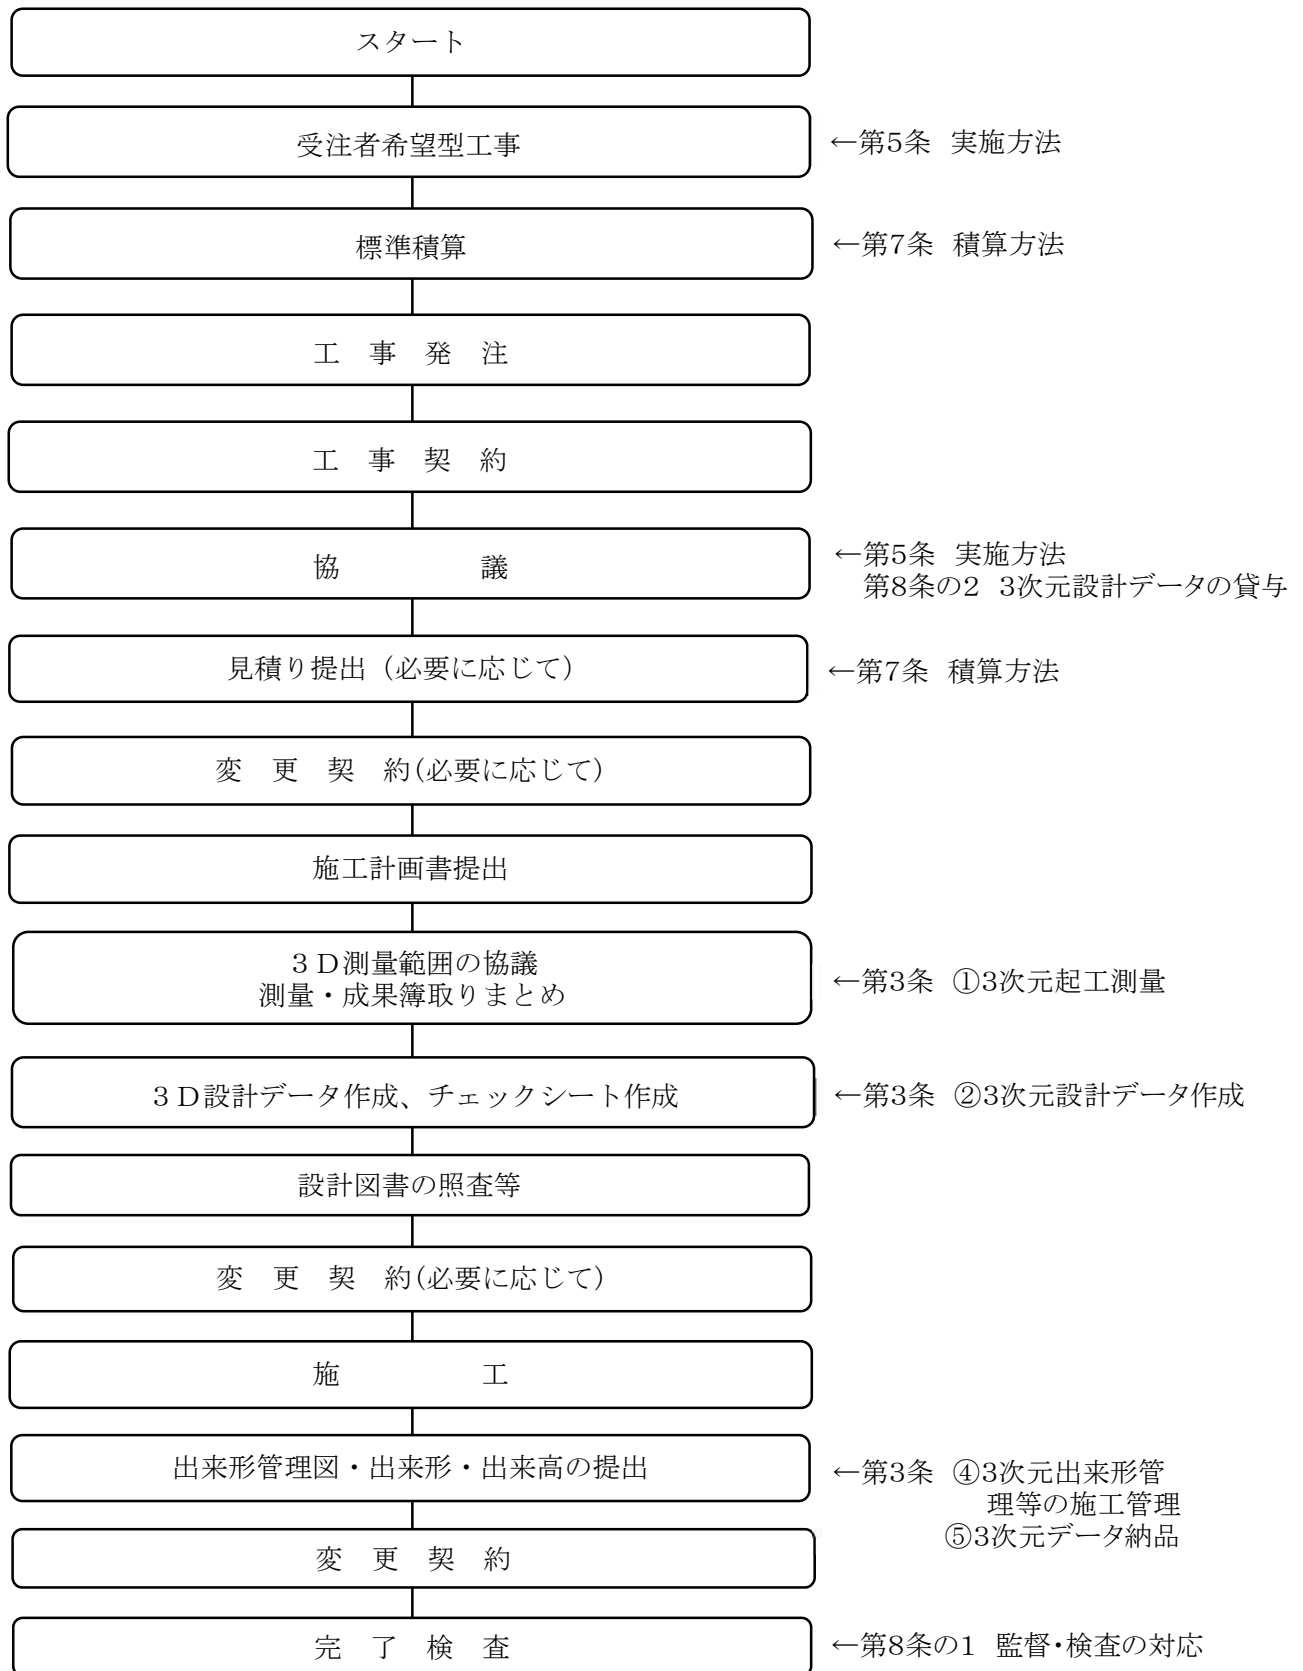 スタート
受注者希望型工事 ←第5条 実施方法
標準積算 ←第7条 積算方法
工 事 発 注
工 事 契 約
協 議 ←第5条 実施方法
第8条の2 3次元設計データの貸与
見積り提出（必要に応じて） ←第7条 積算方法
変 更 契 約(必要に応じて)
施工計画書提出
３Ｄ測量範囲の協議
測量・成果簿取りまとめ ←第3条 ①3次元起工測量
３Ｄ設計データ作成、チェックシート作成 ←第3条 ②3次元設計データ作成
設計図書の照査等
変 更 契 約(必要に応じて)
施 工
出来形管理図・出来形・出来高の提出 ←第3条 ④3次元出来形管
理等の施工管理
⑤3次元データ納品
変 更 契 約
完 了 検 査 ←第8条の1 監督・検査の対応